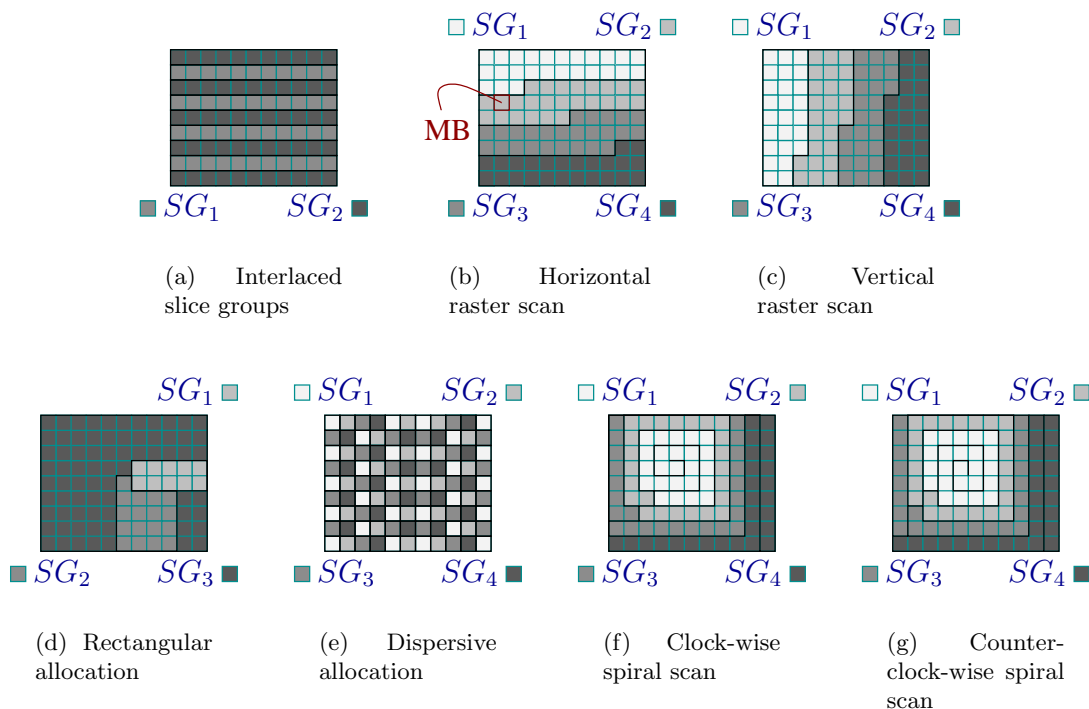 SG₁ SG₂ SG₁ SG₂
MB
SG₁ SG₂ SG₃ SG₄ SG₃ SG₄
(a) Interlaced
slice groups
(b) Horizontal
raster scan
(c) Vertical
raster scan
SG₁ SG₁ SG₂ SG₁ SG₂ SG₁ SG₂
SG₂ SG₃ SG₃ SG₄ SG₃ SG₄ SG₃ SG₄
(d) Rectangular
allocation
(e) Dispersive
allocation
(f) Clock-wise
spiral scan
(g) Counter-
clock-wise spiral
scan